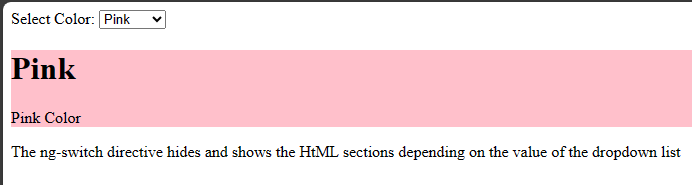 Select Color: Pink
Pink
Pink Color
The ng-switch directive hides and shows the HtML sections depending on the value of the dropdown list